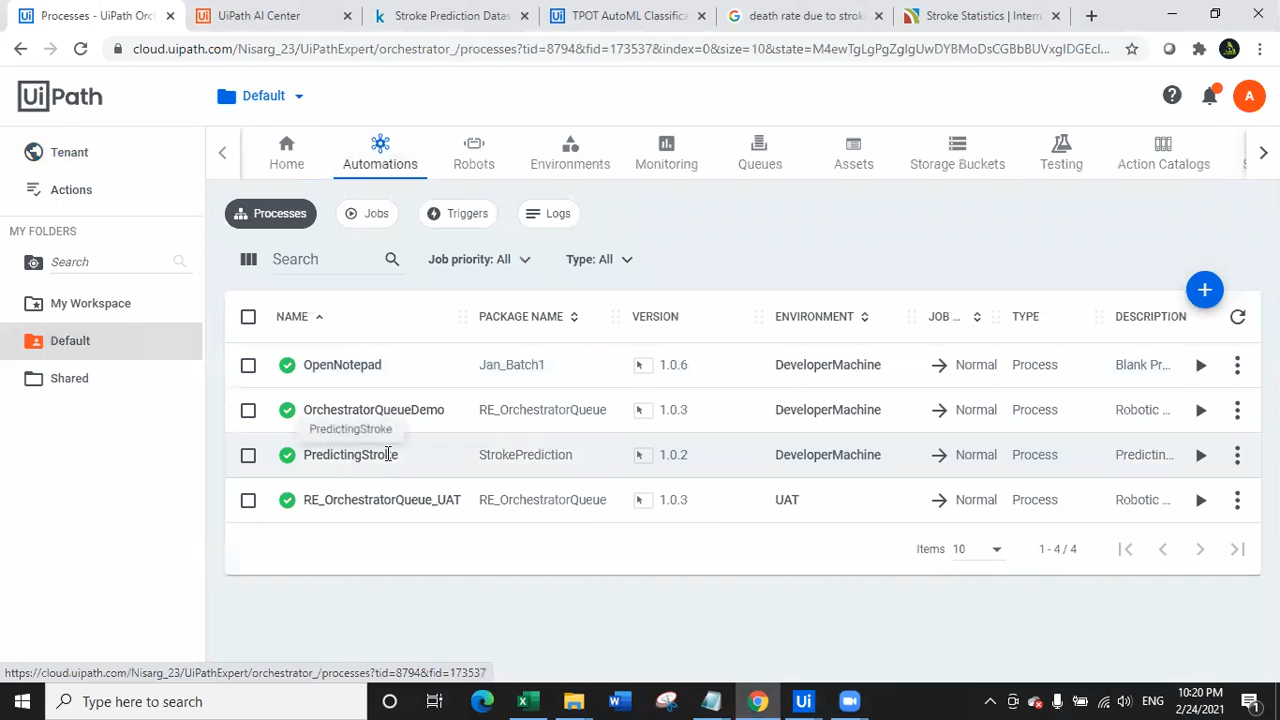 Processes - UiPath Orc
UiPath AI Center
Stroke Prediction Datas
TPOT AutoML Classifica
death rate due to strok
Stroke Statistics | Intern
cloud.uipath.com/Nisarg_23/UiPathExpert/orchestrator_/processes?tid=8794&fid=173537&index=0&size=10&state=M4ewTgLgPgZglgUwDYBMoDsCGBbBUVxgIDGEcl...
UiPath
Default
A
Tenant
Actions
MY FOLDERS
Search
My Workspace
Default
Shared
Home
Automations
Robots
Environments
Monitoring
Queues
Assets
Storage Buckets
Testing
Action Catalogs
Processes
Jobs
Triggers
Logs
Search
Job priority: All
Type: All
NAME PACKAGE NAME VERSION ENVIRONMENT JOB ... TYPE DESCRIPTION
OpenNotepad Jan_Batch1 1.0.6 DeveloperMachine Normal Process Blank Pr...
OrchestratorQueueDemo RE_OrchestratorQueue 1.0.3 DeveloperMachine Normal Process Robotic ...
PredictingStroke
PredictingStroke StrokePrediction 1.0.2 DeveloperMachine Normal Process Predictin...
RE_OrchestratorQueue_UAT RE_OrchestratorQueue 1.0.3 UAT Normal Process Robotic ...
Items 10 1 - 4 / 4
https://cloud.uipath.com/Nisarg_23/UiPathExpert/orchestrator_/processes?tid=8794&fid=173537
Type here to search
Ui
ENG
10:20 PM
2/24/2021
1